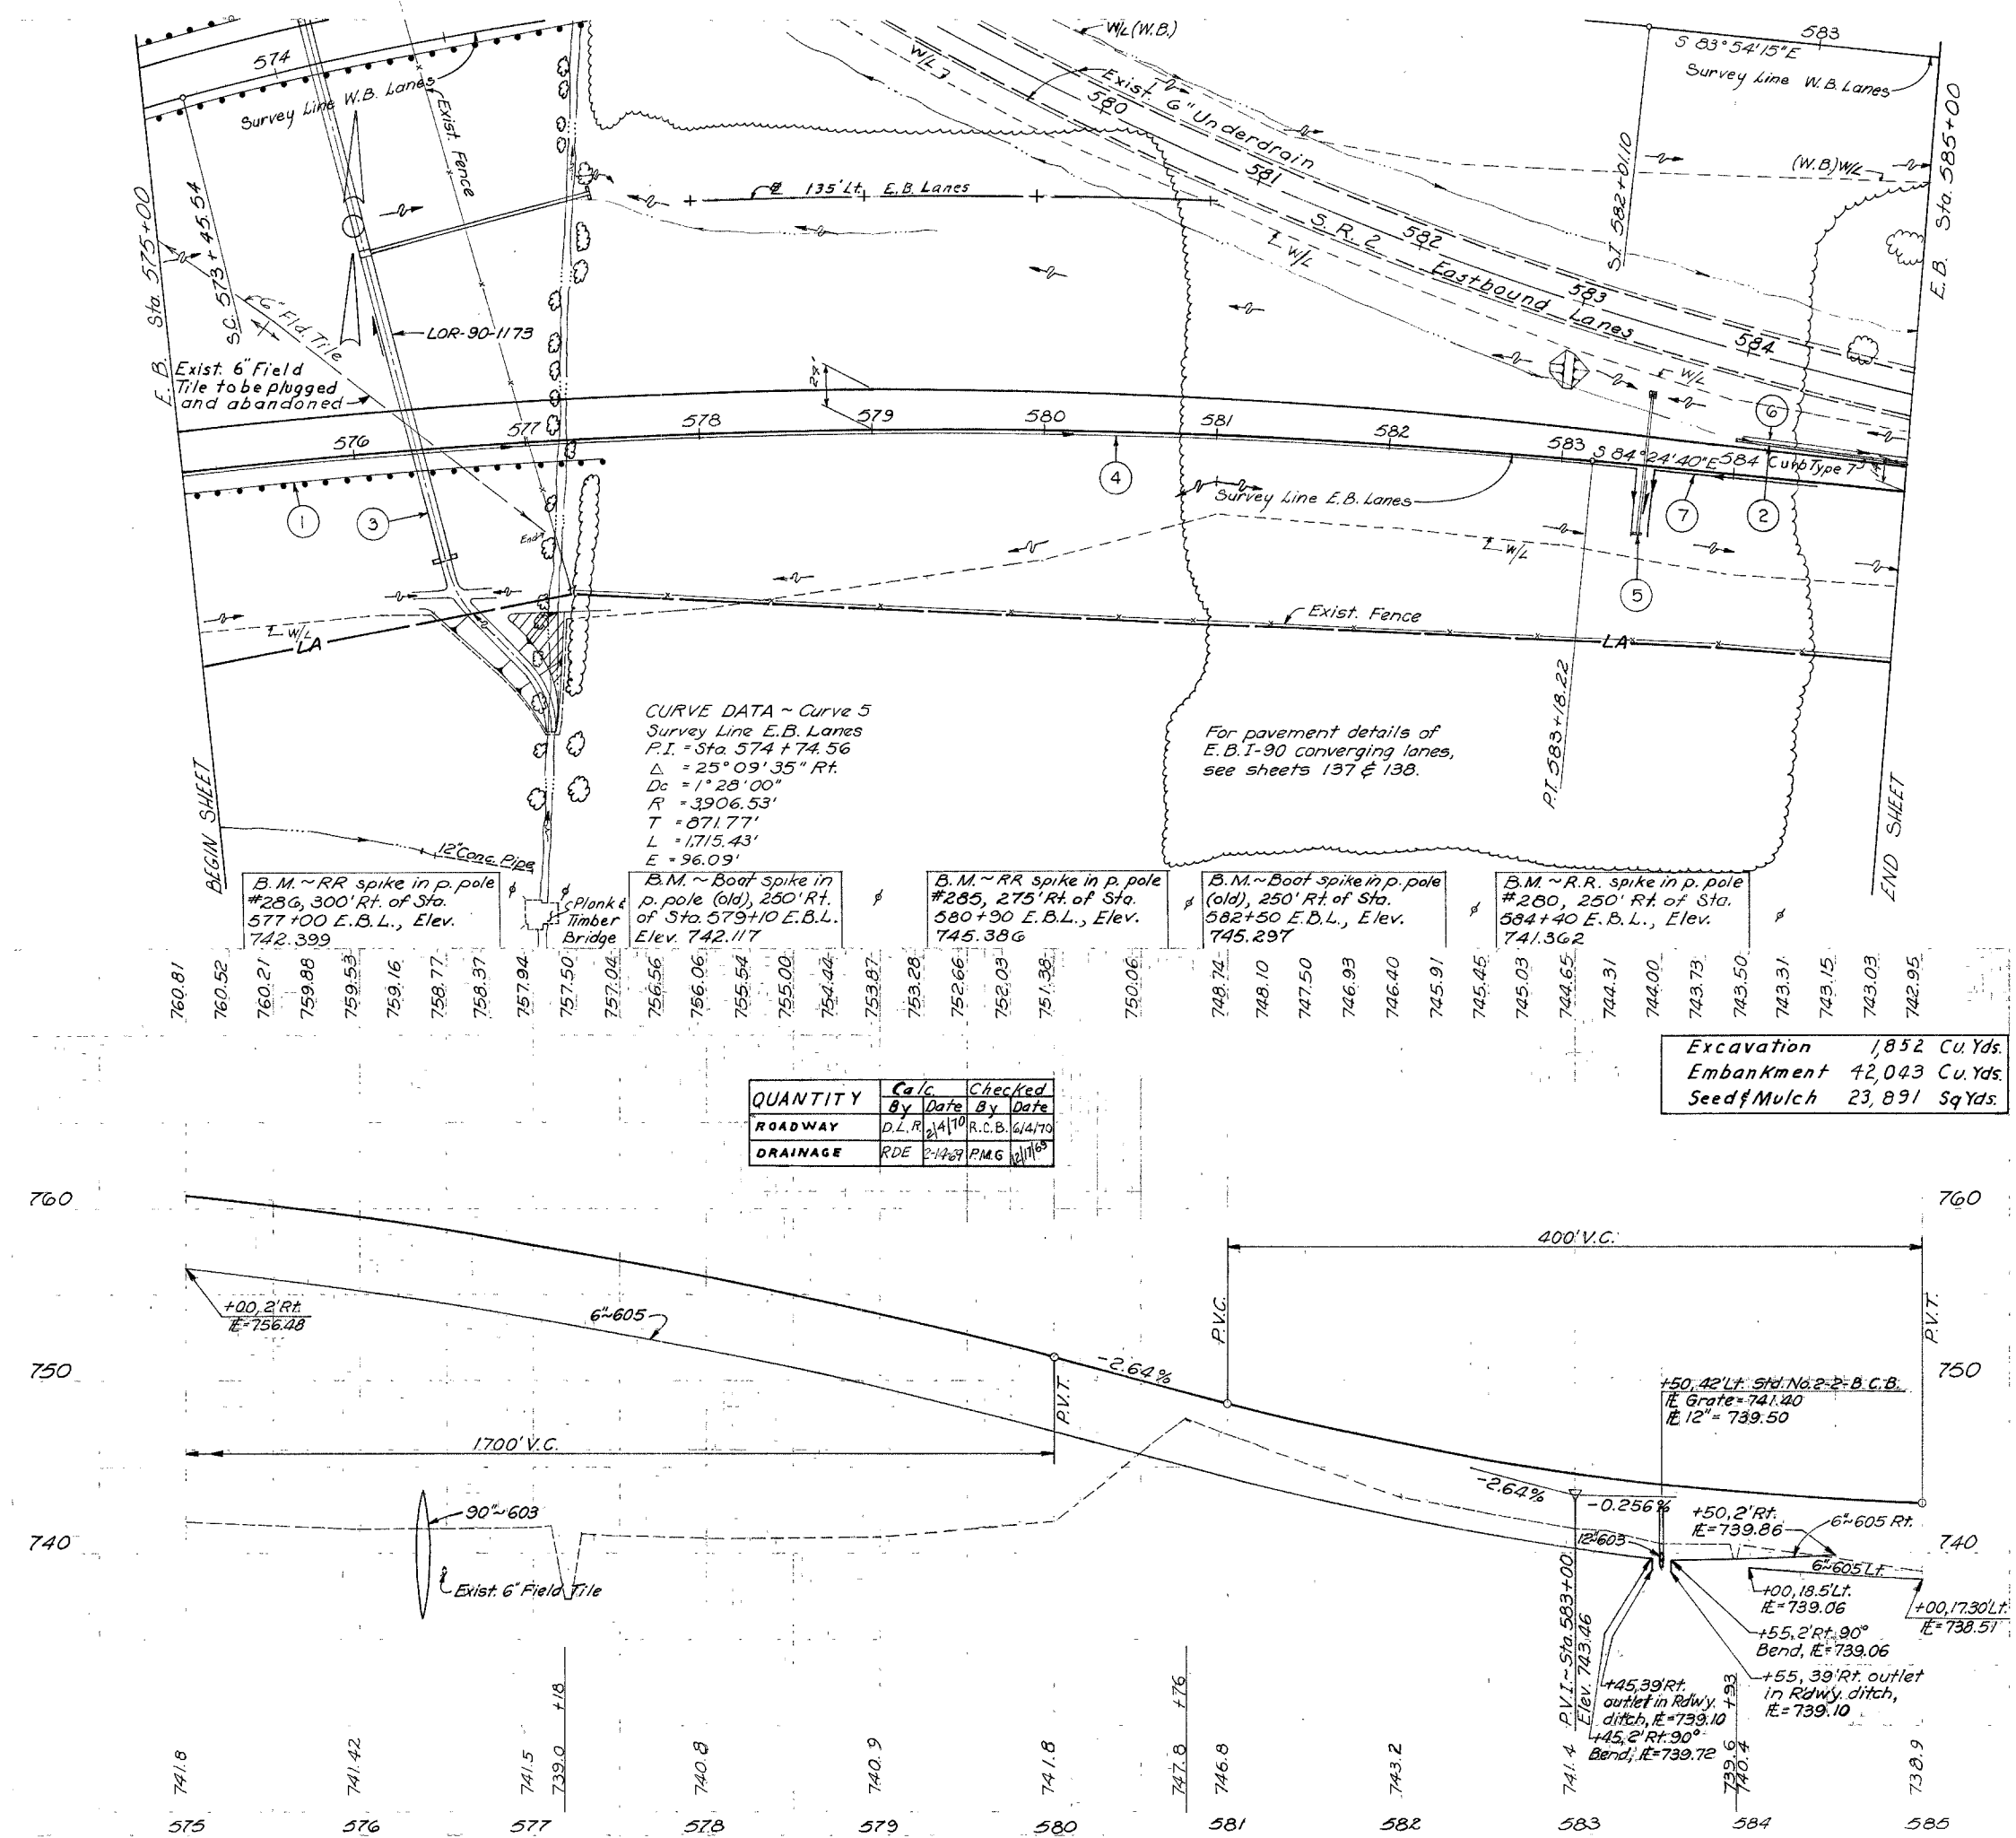 W/L (W.B.)
583
S 83° 54' 15" E
Survey Line W.B. Lanes
574
Survey Line W.B. Lanes
Exist. Fence
W/L
Exist. 6" Underdrain
580
581
S.R. 2
582
Eastbound Lanes
583
584
(W.B.) W/L
E.B. Sta. 585+00
S.T. 582+01.10
E.B. Sta. 575+00
S.C. 573+45.54
135' Lt. E.B. Lanes
6" Fld. Tile
LOR-90-1173
Exist. 6" Field
Tile to be plugged
and abandoned
W/L
24'
W/L
576
577
578
579
580
581
582
583
S 84° 24' 40" E
584
Curb Type 7
14'
6
1
3
4
Survey Line E.B. Lanes
7
2
5
End
W/L
W/L
LA
Exist. Fence
LA
CURVE DATA ~ Curve 5
Survey Line E.B. Lanes
P.I. = Sta. 574 + 74.56
Δ = 25° 09' 35" Rt.
Dc = 1° 28' 00"
R = 3,906.53'
T = 871.77'
L = 1,715.43'
E = 96.09'
For pavement details of
E.B. I-90 converging lanes,
see sheets 137 & 138.
P.T. 583+18.22
BEGIN SHEET
END SHEET
12" Conc. Pipe
Plank &
Timber
Bridge
B.M. ~ RR spike in p. pole
#286, 300' Rt. of Sta.
577+00 E.B.L., Elev.
742.399
B.M. ~ Boat spike in
p. pole (old), 250' Rt.
of Sta. 579+10 E.B.L.
Elev. 742.117
B.M. ~ RR spike in p. pole
#285, 275' Rt. of Sta.
580+90 E.B.L., Elev.
745.386
B.M. ~ Boat spike in p. pole
(old), 250' Rt. of Sta.
582+50 E.B.L., Elev.
745.297
B.M. ~ R.R. spike in p. pole
#280, 250' Rt. of Sta.
584+40 E.B.L., Elev.
741.362
760.81 760.52 760.21 759.88 759.53 759.16 758.77 758.37 757.94 757.50 757.04 756.56 756.06 755.54 755.00 754.44 753.87 753.28 752.66 752.03 751.38 750.06 748.74 748.10 747.50 746.93 746.40 745.91 745.45 745.03 744.65 744.31 744.00 743.73 743.50 743.31 743.15 743.03 742.95
Excavation 1,852 Cu. Yds.
Embankment 42,043 Cu. Yds.
Seed & Mulch 23,891 Sq Yds.
QUANTITY Calc. Checked
By Date By Date
ROADWAY D.L.R. 2/4/70 R.C.B. 6/4/70
DRAINAGE RDE 2-14-69 P.M.G 12/17/69
760
760
400' V.C.
+00, 2' Rt.
℄=756.48
6"~605
P.V.C.
P.V.T.
750
-2.64%
750
P.V.T.
+50, 42' Lt. Std. No. 2-2-B C.B.
℄ Grate=741.40
℄ 12" = 739.50
1700' V.C.
-2.64%
-0.256%
90"~603
+50, 2' Rt.
℄=739.86
6"~605 Rt.
740
12"~603
740
Exist. 6" Field Tile
6"~605 Lt.
+00, 18.5' Lt.
℄=739.06
+00, 17.30' Lt.
℄=738.51
+55, 2' Rt. 90°
Bend, ℄=739.06
+55, 39' Rt. outlet
in Rdwy. ditch,
℄=739.10
P.V.I. ~ Sta. 583+00
Elev. 743.46
+45, 39' Rt.
outlet in Rdwy.
ditch, ℄=739.10
+45, 2' Rt. 90°
Bend, ℄=739.72
+18
+76
+93
741.8 741.42 741.5 739.0 740.8 740.9 741.8 747.8 746.8 743.2 741.4 739.6 740.4 738.9
575 576 577 578 579 580 581 582 583 584 585